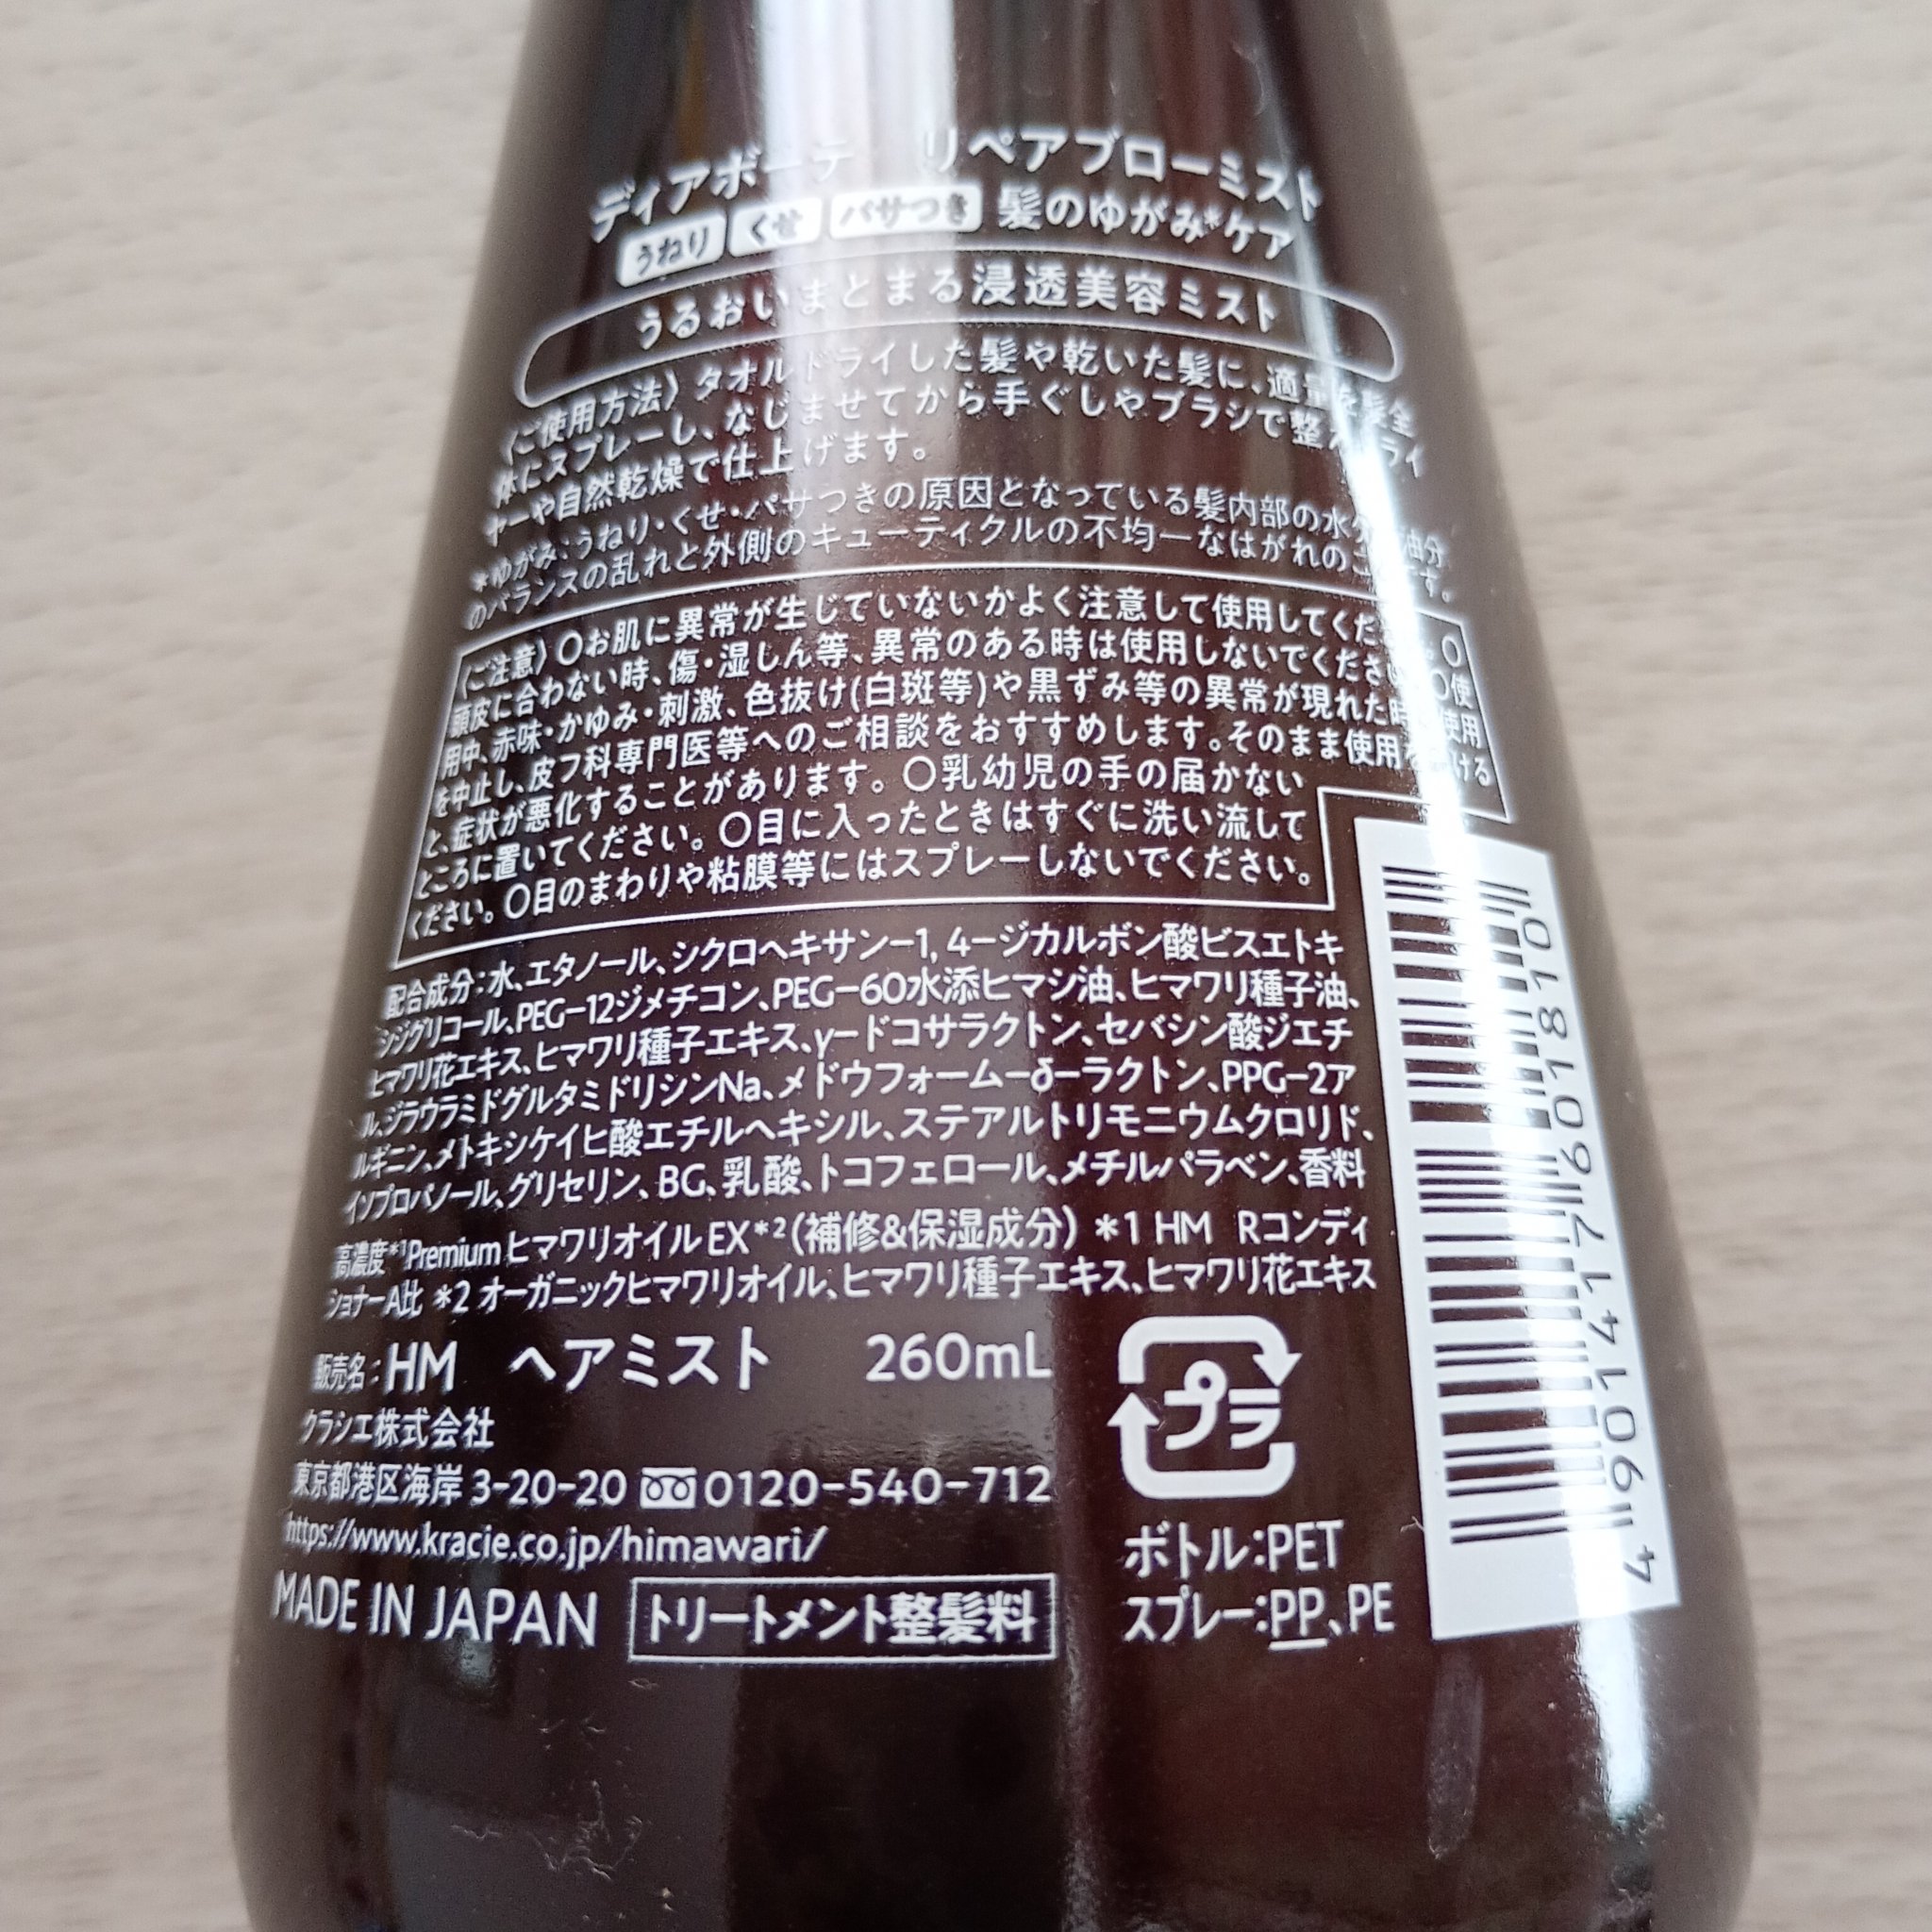 ディアボーテ リペアブローミスト
うねり くせ パサつき 髪のゆがみ*ケア
うるおいまとまる浸透美容ミスト
〈ご使用方法〉タオルドライした髪や乾いた髪に、適量を髪全
体にスプレーし、なじませてから手ぐしやブラシで整え、ドライ
ヤーや自然乾燥で仕上げます。
*ゆがみ:うねり・くせ・パサつきの原因となっている髪内部の水分 油分
のバランスの乱れと外側のキューティクルの不均一なはがれのことです。
〈ご注意〉〇お肌に異常が生じていないかよく注意して使用してください。〇
頭皮に合わない時、傷・湿しん等、異常のある時は使用しないでください。〇使
用中、赤味・かゆみ・刺激、色抜け(白斑等)や黒ずみ等の異常が現れた時 使用
を中止し、皮フ科専門医等へのご相談をおすすめします。そのまま使用を続ける
と、症状が悪化することがあります。〇乳幼児の手の届かない
ところに置いてください。〇目に入ったときはすぐに洗い流して
ください。〇目のまわりや粘膜等にはスプレーしないでください。
配合成分:水、エタノール、シクロヘキサン-1,4-ジカルボン酸ビスエトキ
シジグリコール、PEG-12ジメチコン、PEG-60水添ヒマシ油、ヒマワリ種子油、
ヒマワリ花エキス、ヒマワリ種子エキス、γ-ドコサラクトン、セバシン酸ジエチ
ル、ジラウラミドグルタミドリシンNa、メドウフォーム-δ-ラクトン、PPG-2ア
ルギニン、メトキシケイヒ酸エチルヘキシル、ステアルトリモニウムクロリド、
イソプロパノール、グリセリン、BG、乳酸、トコフェロール、メチルパラベン、香料
高濃度*1Premiumヒマワリオイル EX*2(補修&保湿成分) *1 HM Rコンディ
ショナーA比 *2 オーガニックヒマワリオイル、ヒマワリ種子エキス、ヒマワリ花エキス
販売名:HM ヘアミスト 260mL
クラシエ株式会社
東京都港区海岸 3-20-20 0120-540-712
https://www.kracie.co.jp/himawari/
MADE IN JAPAN トリートメント整髪料
プラ
ボトル:PET
スプレー:PP、PE
4 901417 901810